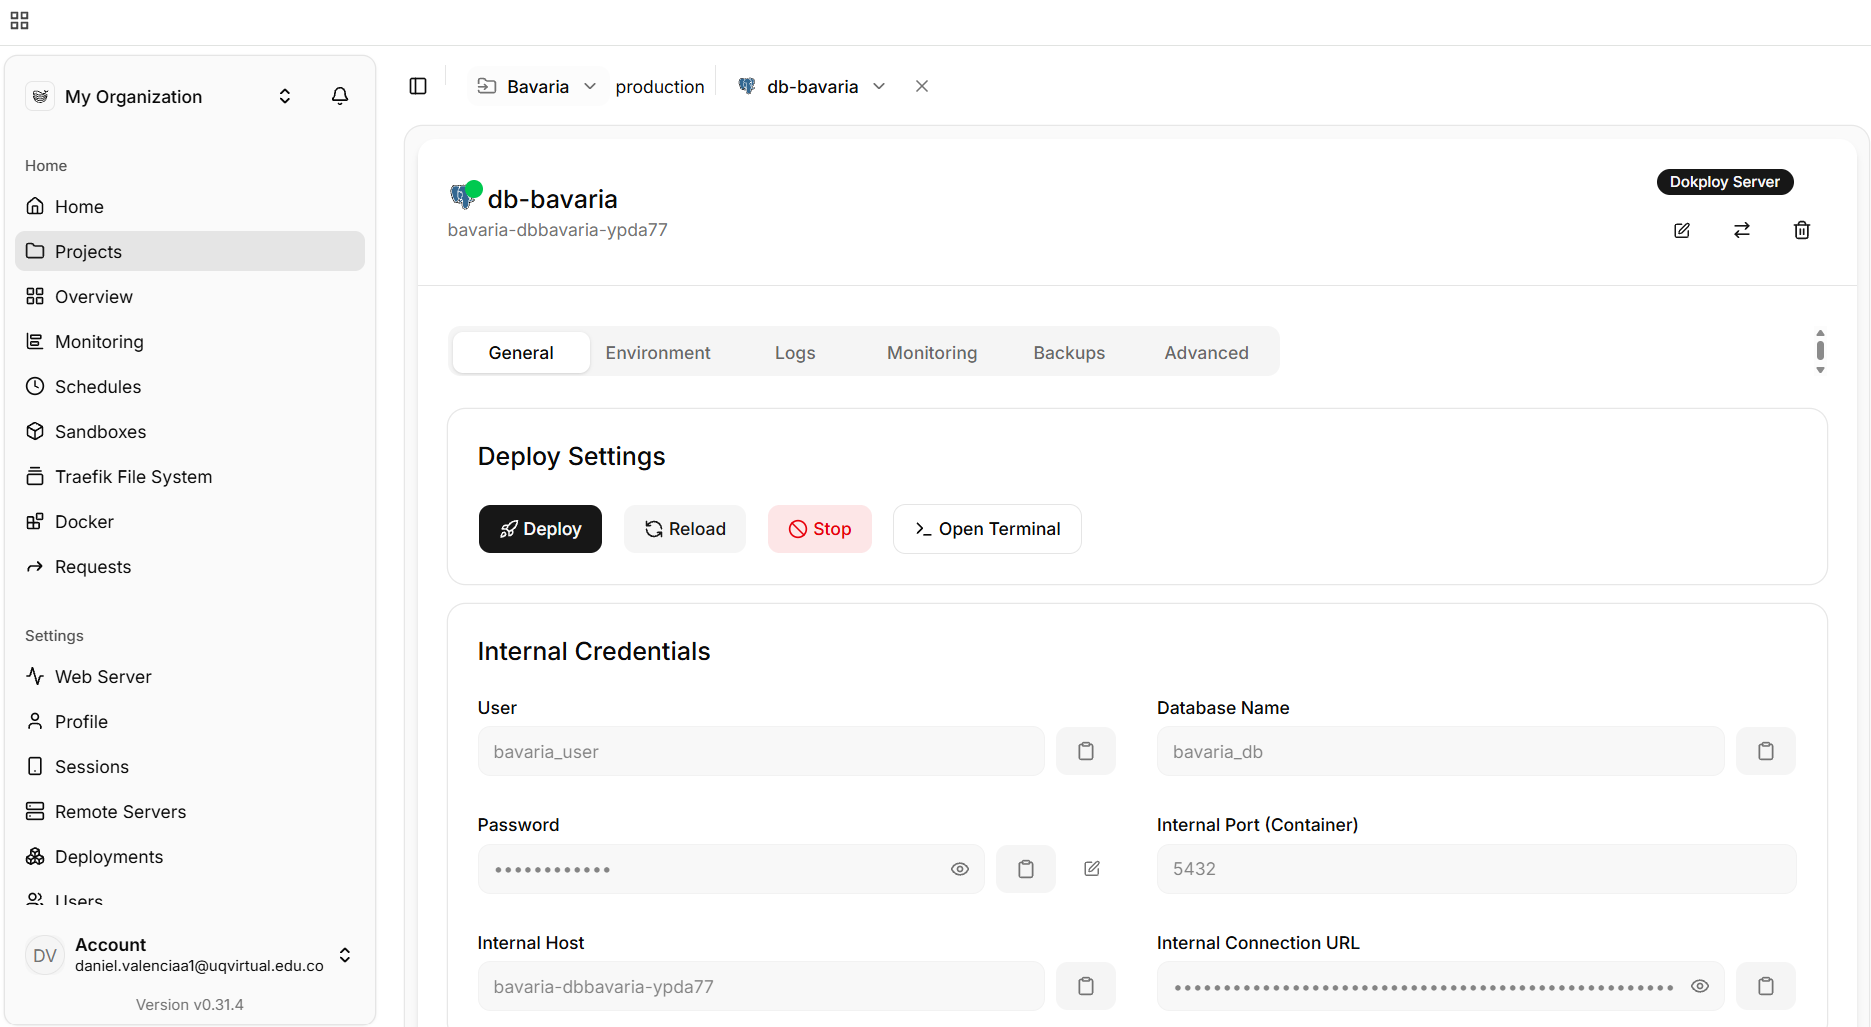 My Organization
Home
Home
Projects
Overview
Monitoring
Schedules
Sandboxes
Traefik File System
Docker
Requests
Settings
Web Server
Profile
Sessions
Remote Servers
Deployments
Users
DV
Account
daniel.valenciaa1@uqvirtual.edu.co
Version v0.31.4
Bavaria production db-bavaria
db-bavaria
bavaria-dbbavaria-ypda77
Dokploy Server
General Environment Logs Monitoring Backups Advanced
Deploy Settings
Deploy Reload Stop Open Terminal
Internal Credentials
User
bavaria_user
Database Name
bavaria_db
Password
••••••••••••
Internal Port (Container)
5432
Internal Host
bavaria-dbbavaria-ypda77
Internal Connection URL